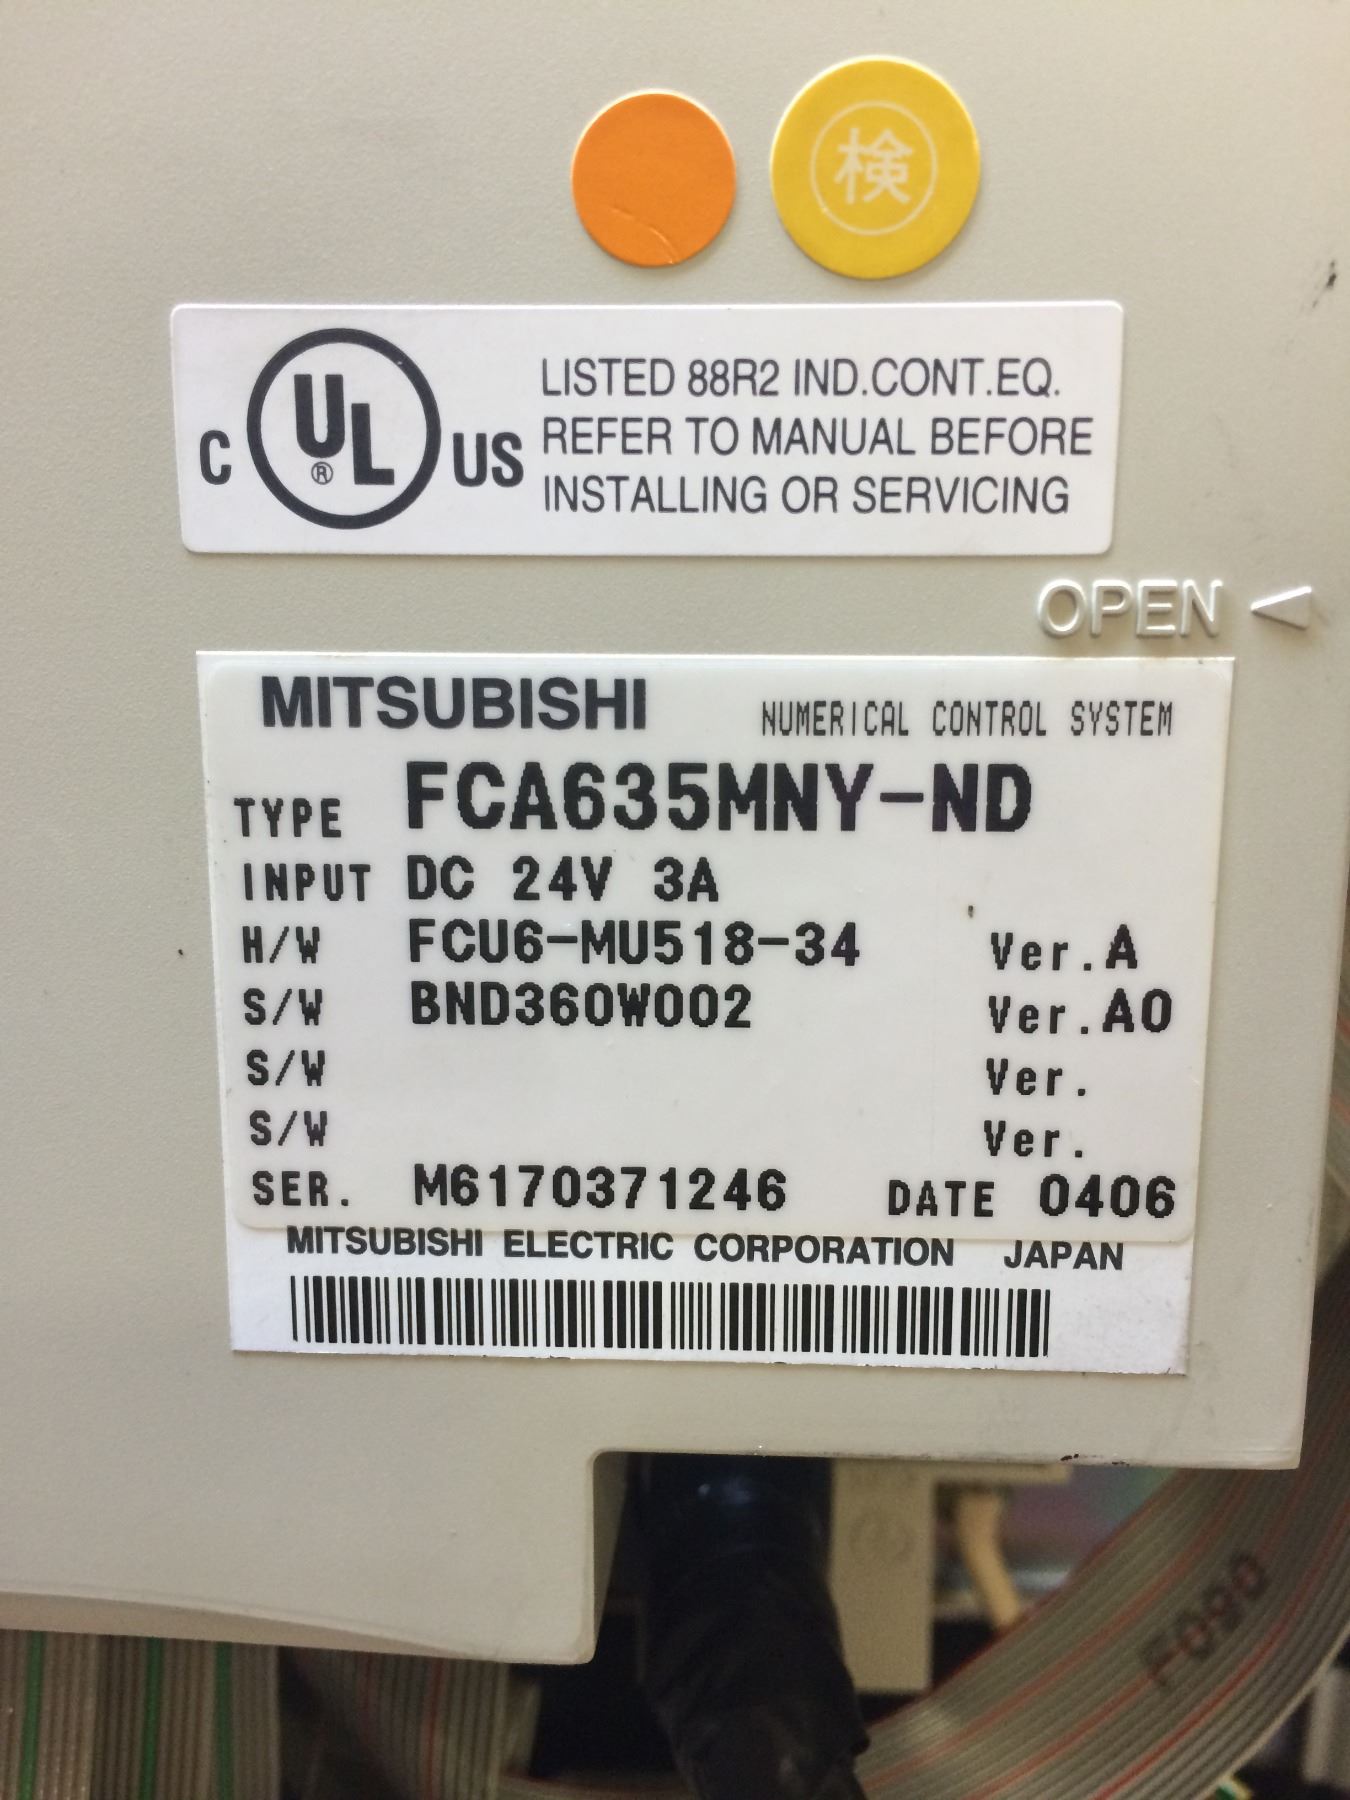 検
C UL ® US
LISTED 88R2 IND.CONT.EQ.
REFER TO MANUAL BEFORE
INSTALLING OR SERVICING
OPEN
MITSUBISHI NUMERICAL CONTROL SYSTEM
TYPE FCA635MNY-ND
INPUT DC 24V 3A
H/W FCU6-MU518-34 Ver.A
S/W BND360W002 Ver.A0
S/W Ver.
S/W Ver.
SER. M6170371246 DATE 0406
MITSUBISHI ELECTRIC CORPORATION JAPAN
F090